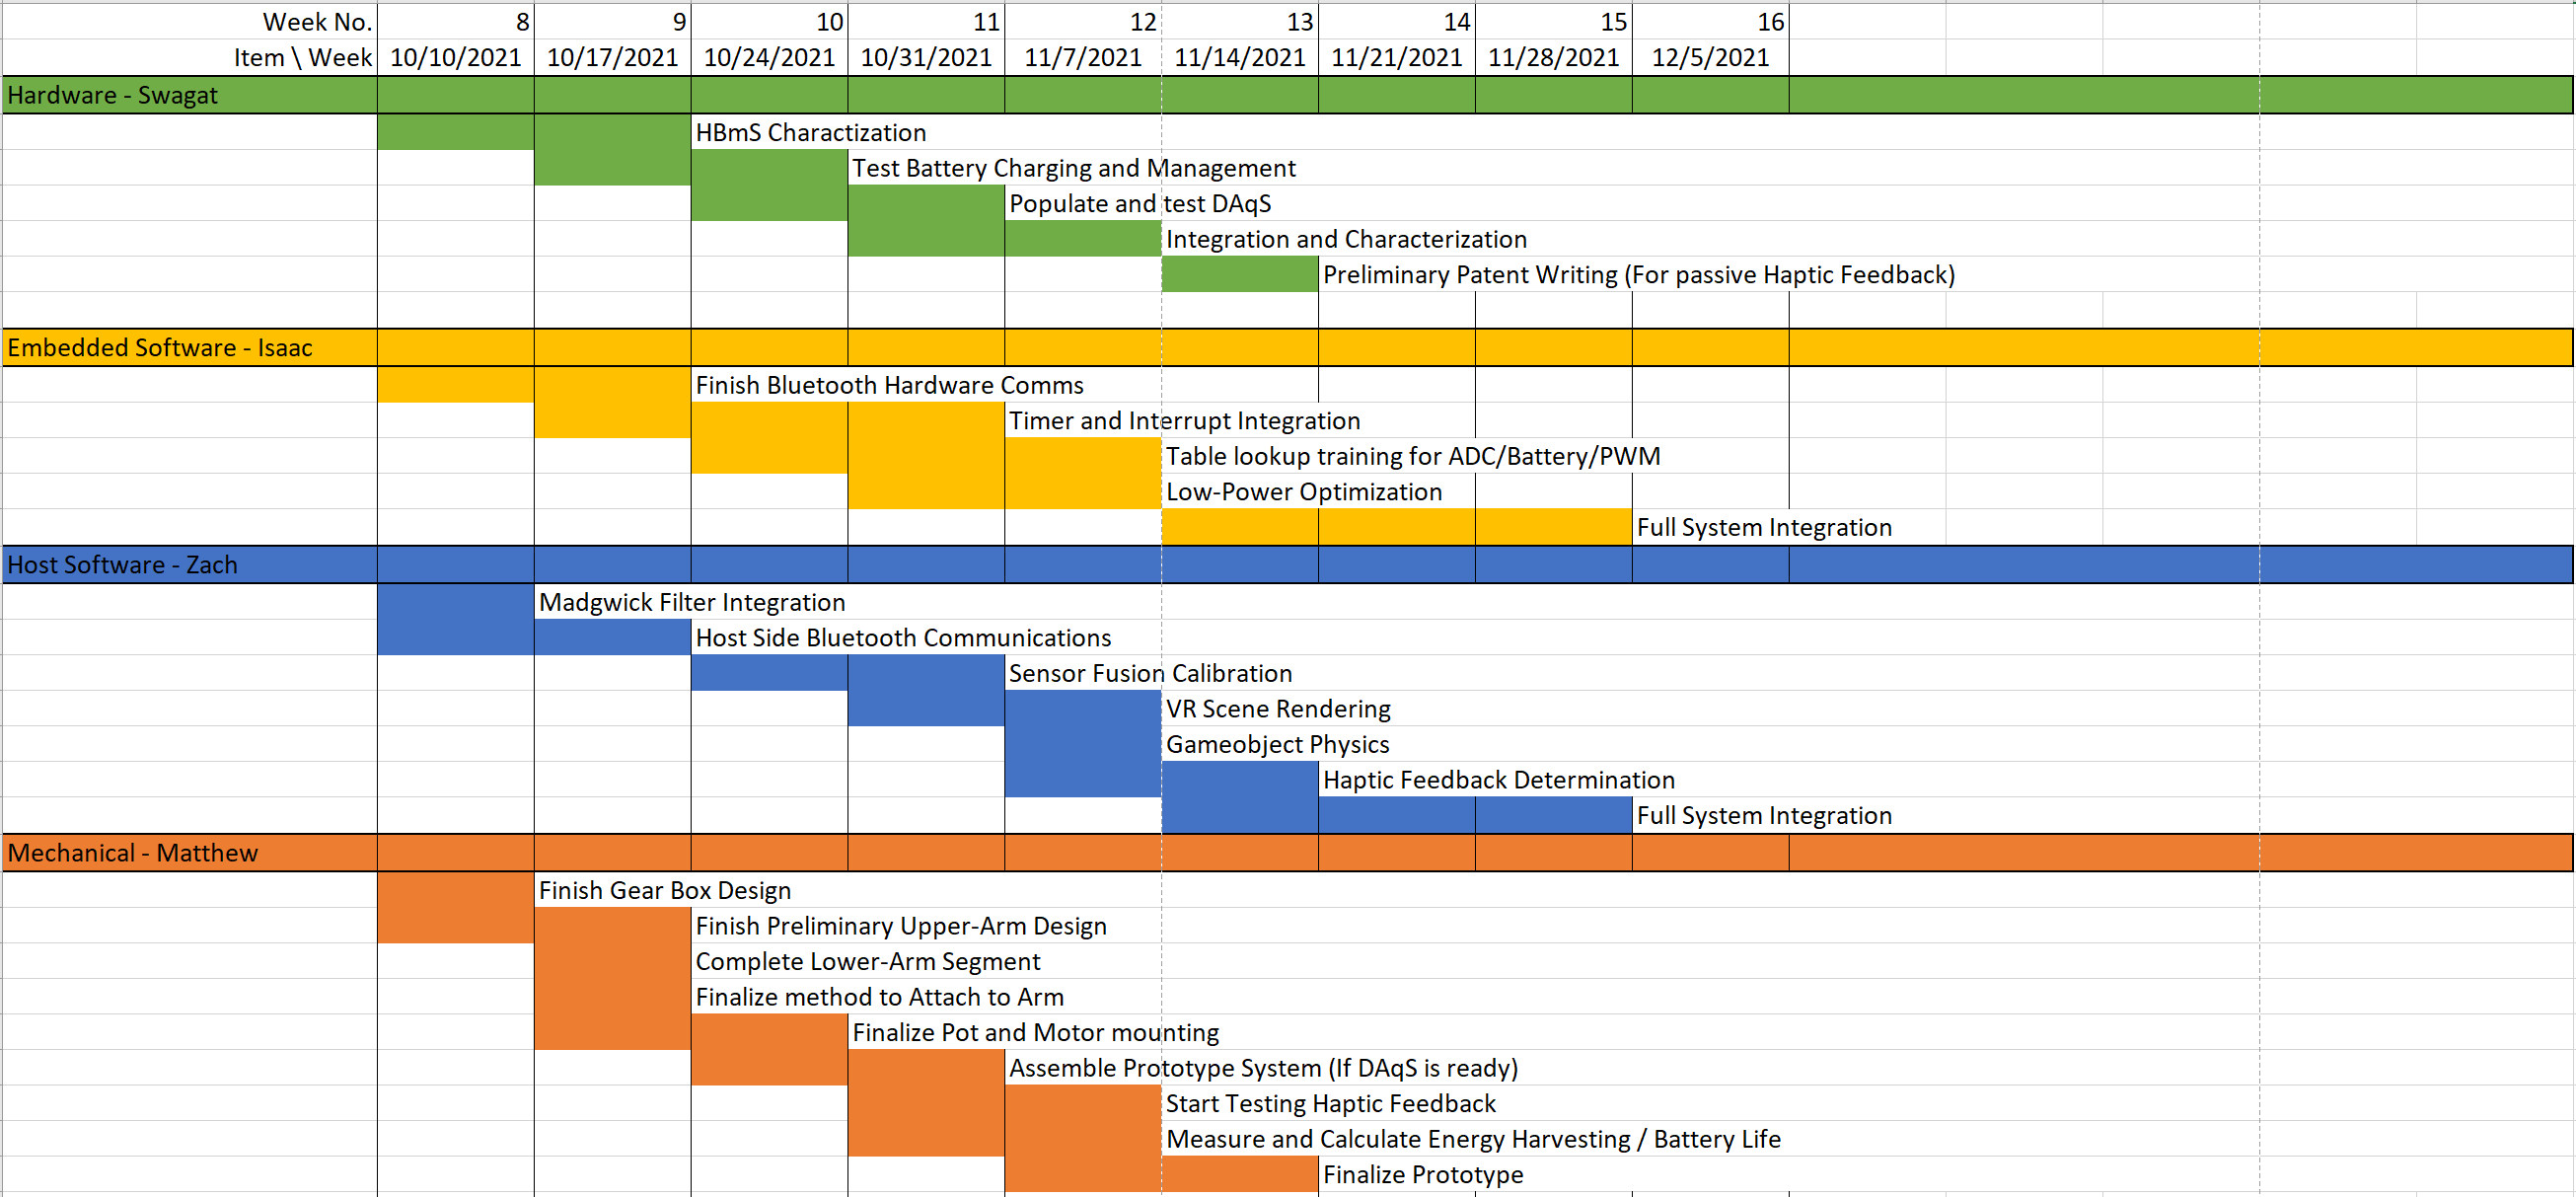 Week No. 8 9 10 11 12 13 14 15 16
Item \ Week 10/10/2021 10/17/2021 10/24/2021 10/31/2021 11/7/2021 11/14/2021 11/21/2021 11/28/2021 12/5/2021
Hardware - Swagat
HBmS Charactization
Test Battery Charging and Management
Populate and test DAqS
Integration and Characterization
Preliminary Patent Writing (For passive Haptic Feedback)
Embedded Software - Isaac
Finish Bluetooth Hardware Comms
Timer and Interrupt Integration
Table lookup training for ADC/Battery/PWM
Low-Power Optimization
Full System Integration
Host Software - Zach
Madgwick Filter Integration
Host Side Bluetooth Communications
Sensor Fusion Calibration
VR Scene Rendering
Gameobject Physics
Haptic Feedback Determination
Full System Integration
Mechanical - Matthew
Finish Gear Box Design
Finish Preliminary Upper-Arm Design
Complete Lower-Arm Segment
Finalize method to Attach to Arm
Finalize Pot and Motor mounting
Assemble Prototype System (If DAqS is ready)
Start Testing Haptic Feedback
Measure and Calculate Energy Harvesting / Battery Life
Finalize Prototype